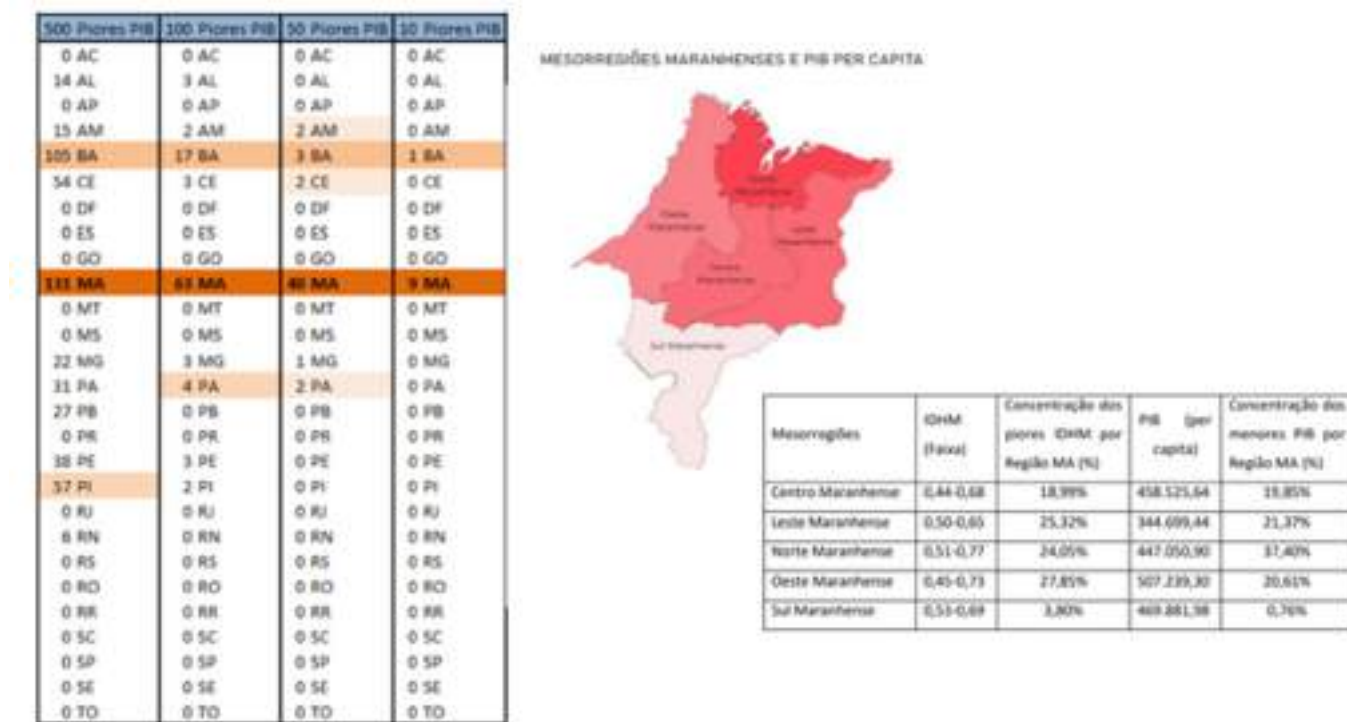 500 Piores PIB 100 Piores PIB 50 Piores PIB 10 Piores PIB
0 AC 0 AC 0 AC 0 AC
14 AL 3 AL 0 AL 0 AL
0 AP 0 AP 0 AP 0 AP
15 AM 2 AM 2 AM 0 AM
105 BA 17 BA 3 BA 1 BA
54 CE 3 CE 2 CE 0 CE
0 DF 0 DF 0 DF 0 DF
0 ES 0 ES 0 ES 0 ES
0 GO 0 GO 0 GO 0 GO
131 MA 63 MA 40 MA 9 MA
0 MT 0 MT 0 MT 0 MT
0 MS 0 MS 0 MS 0 MS
22 MG 3 MG 1 MG 0 MG
31 PA 4 PA 2 PA 0 PA
27 PB 0 PB 0 PB 0 PB
0 PR 0 PR 0 PR 0 PR
38 PE 3 PE 0 PE 0 PE
57 PI 2 PI 0 PI 0 PI
0 RJ 0 RJ 0 RJ 0 RJ
6 RN 0 RN 0 RN 0 RN
0 RS 0 RS 0 RS 0 RS
0 RO 0 RO 0 RO 0 RO
0 RR 0 RR 0 RR 0 RR
0 SC 0 SC 0 SC 0 SC
0 SP 0 SP 0 SP 0 SP
0 SE 0 SE 0 SE 0 SE
0 TO 0 TO 0 TO 0 TO
MESORREGIÕES MARANHENSES E PIB PER CAPITA
Norte
Maranhense
Oeste
Maranhense
Leste
Maranhense
Centro
Maranhense
Sul Maranhense
Mesorregiões IDHM (Faixa) Concentração dos piores IDHM por Região MA (%) PIB (per capita) Concentração dos menores PIB por Região MA (%)
Centro Maranhense 0,44-0,68 18,99% 458.525,64 19,85%
Leste Maranhense 0,50-0,65 25,32% 344.699,44 21,37%
Norte Maranhense 0,51-0,77 24,05% 447.050,90 37,40%
Oeste Maranhense 0,45-0,73 27,85% 507.239,30 20,61%
Sul Maranhense 0,53-0,69 3,80% 469.881,98 0,76%